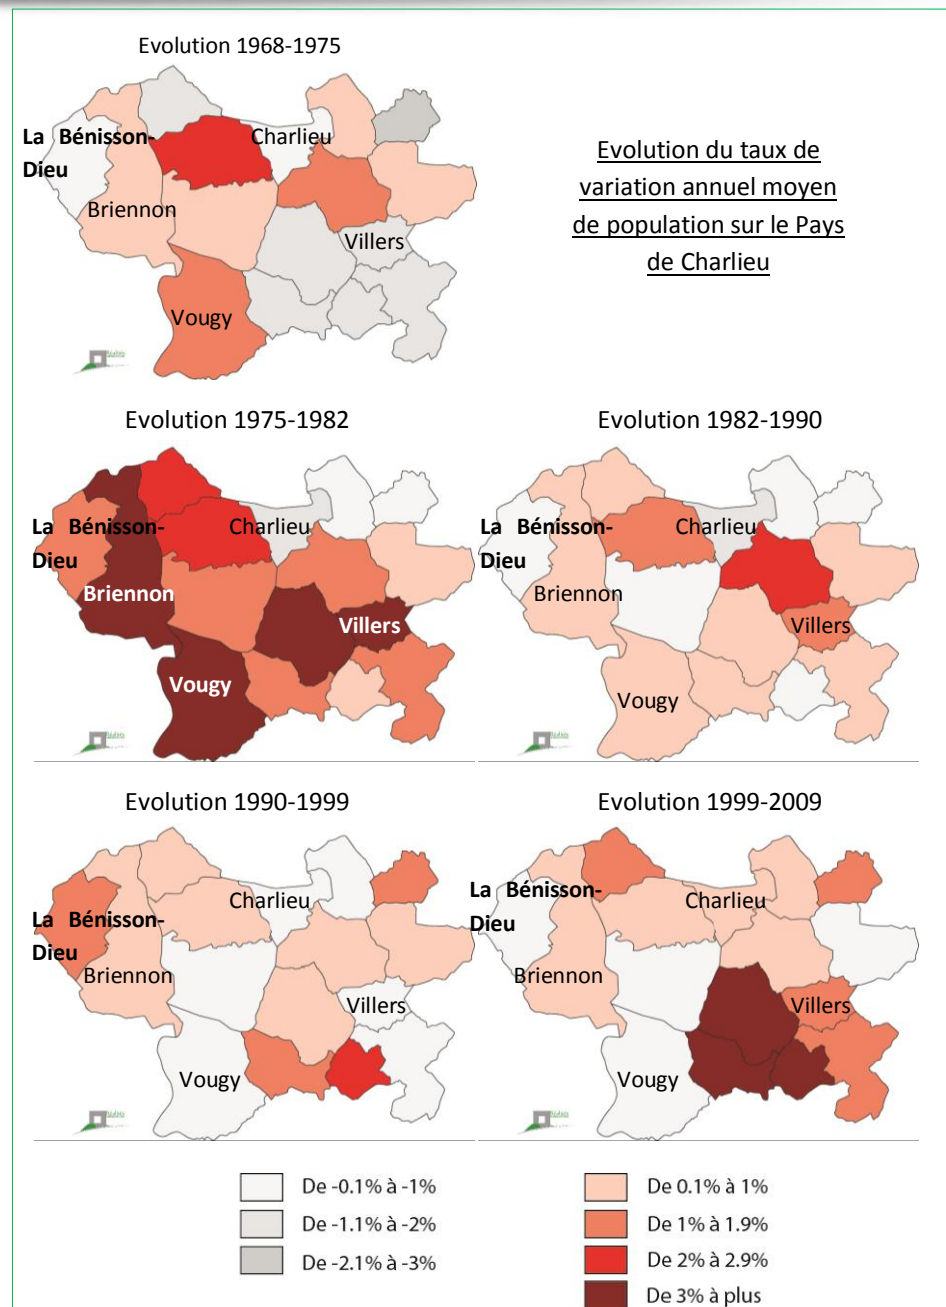 Evolution 1968-1975
La Bénisson-
Dieu
Charlieu
Briennon
Villers
Vougy
Evolution du taux de
variation annuel moyen
de population sur le Pays
de Charlieu
Evolution 1975-1982
La Bénisson-
Dieu
Charlieu
Briennon
Villers
Vougy
Evolution 1982-1990
La Bénisson-
Dieu
Charlieu
Briennon
Villers
Vougy
Evolution 1990-1999
La Bénisson-
Dieu
Charlieu
Briennon
Villers
Vougy
Evolution 1999-2009
La Bénisson-
Dieu
Charlieu
Briennon
Villers
Vougy
De -0.1% à -1%
De -1.1% à -2%
De -2.1% à -3%
De 0.1% à 1%
De 1% à 1.9%
De 2% à 2.9%
De 3% à plus